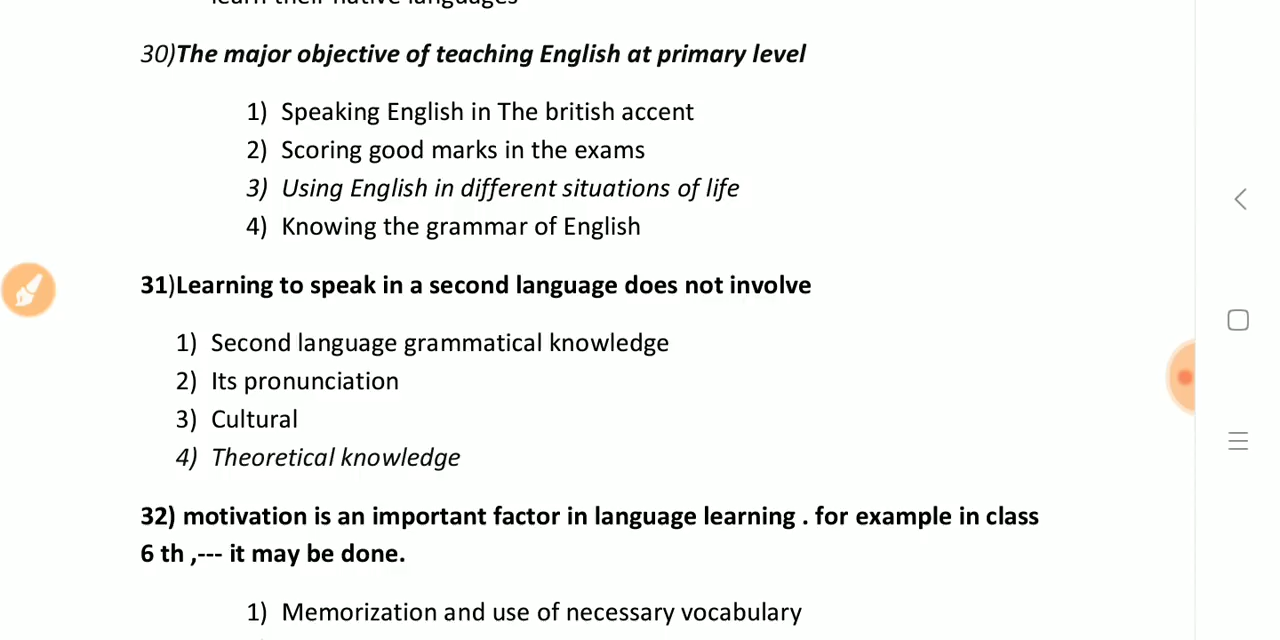 learn their native languages
30)The major objective of teaching English at primary level
1) Speaking English in The british accent
2) Scoring good marks in the exams
3) Using English in different situations of life
4) Knowing the grammar of English
31)Learning to speak in a second language does not involve
1) Second language grammatical knowledge
2) Its pronunciation
3) Cultural
4) Theoretical knowledge
32) motivation is an important factor in language learning . for example in class
6 th ,--- it may be done.
1) Memorization and use of necessary vocabulary